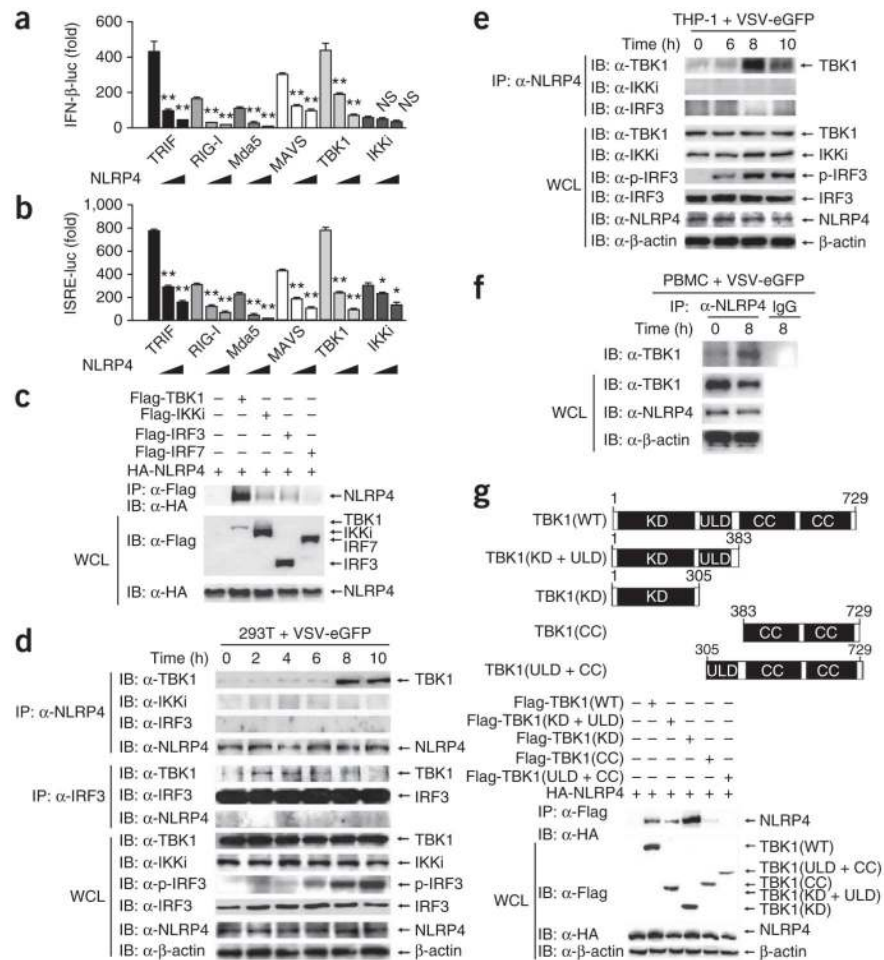 a
IFN-β-luc (fold)
600
400
200
0
** ** ** ** ** ** ** ** ** ** NS NS
TRIF RIG-I Mda5 MAVS TBK1 IKKi
NLRP4
b
ISRE-luc (fold)
1,000
800
600
400
200
0
** ** ** ** ** ** ** ** ** ** * *
TRIF RIG-I Mda5 MAVS TBK1 IKKi
NLRP4
c
Flag-TBK1 – + – – –
Flag-IKKi – – + – –
Flag-IRF3 – – – + –
Flag-IRF7 – – – – +
HA-NLRP4 + + + + +
IP: α-Flag
IB: α-HA
NLRP4
WCL
IB: α-Flag
TBK1
IKKi
IRF7
IRF3
IB: α-HA
NLRP4
d
293T + VSV-eGFP
Time (h) 0 2 4 6 8 10
IP: α-NLRP4
IB: α-TBK1 TBK1
IB: α-IKKi
IB: α-IRF3
IB: α-NLRP4 NLRP4
IP: α-IRF3
IB: α-TBK1 TBK1
IB: α-IRF3 IRF3
IB: α-NLRP4
WCL
IB: α-TBK1 TBK1
IB: α-IKKi IKKi
IB: α-p-IRF3 p-IRF3
IB: α-IRF3 IRF3
IB: α-NLRP4 NLRP4
IB: α-β-actin β-actin
e
THP-1 + VSV-eGFP
Time (h) 0 6 8 10
IP: α-NLRP4
IB: α-TBK1 TBK1
IB: α-IKKi
IB: α-IRF3
WCL
IB: α-TBK1 TBK1
IB: α-IKKi IKKi
IB: α-p-IRF3 p-IRF3
IB: α-IRF3 IRF3
IB: α-NLRP4 NLRP4
IB: α-β-actin β-actin
f
PBMC + VSV-eGFP
IP: α-NLRP4 IgG
Time (h) 0 8 8
IB: α-TBK1
WCL
IB: α-TBK1
IB: α-NLRP4
IB: α-β-actin
g
1 729
TBK1(WT) KD ULD CC CC
1 383
TBK1(KD + ULD) KD ULD
1 305
TBK1(KD) KD
383 729
TBK1(CC) CC CC
305 729
TBK1(ULD + CC) ULD CC CC
Flag-TBK1(WT) – + – – – –
Flag-TBK1(KD + ULD) – – + – – –
Flag-TBK1(KD) – – – + – –
Flag-TBK1(CC) – – – – + –
Flag-TBK1(ULD + CC) – – – – – +
HA-NLRP4 + + + + + +
IP: α-Flag
IB: α-HA
NLRP4
WCL
IB: α-Flag
TBK1(WT)
TBK1(ULD + CC)
TBK1(CC)
TBK1(KD + ULD)
TBK1(KD)
IB: α-HA NLRP4
IB: α-β-actin β-actin